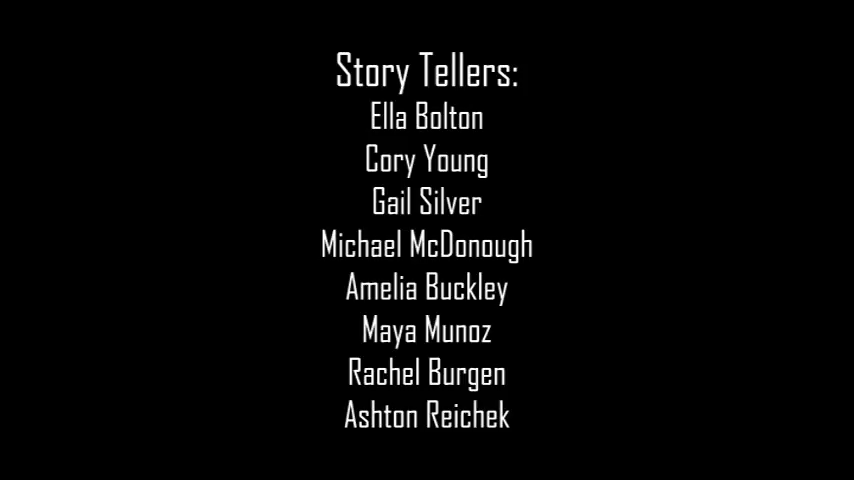 Story Tellers:
Ella Bolton
Cory Young
Gail Silver
Michael McDonough
Amelia Buckley
Maya Munoz
Rachel Burgen
Ashton Reichek